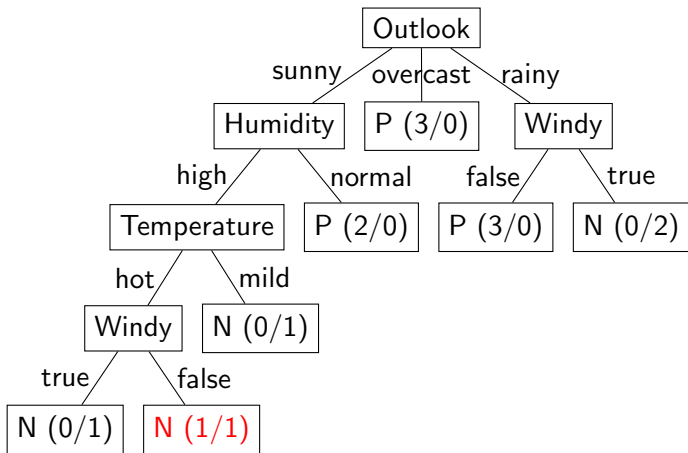 Outlook
sunny overcast rainy
Humidity P (3/0) Windy
high normal false true
Temperature P (2/0) P (3/0) N (0/2)
hot mild
Windy N (0/1)
true false
N (0/1) N (1/1)